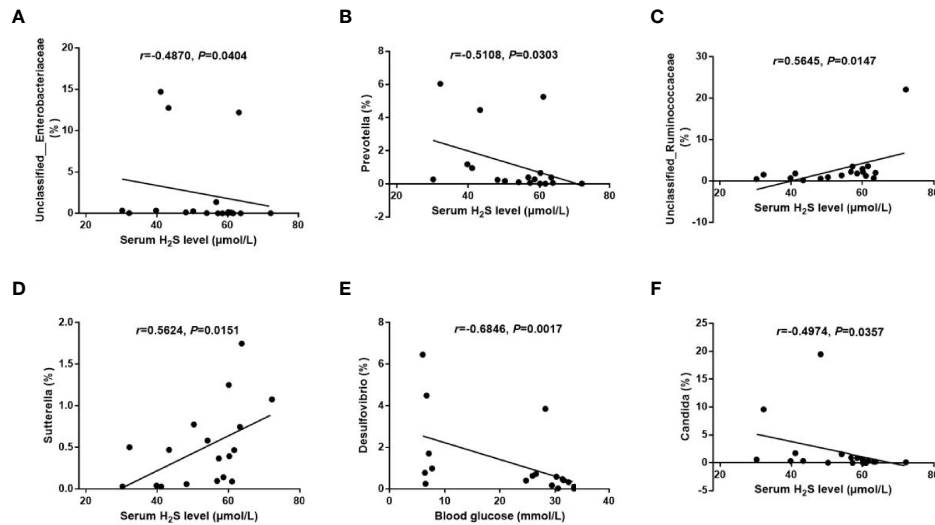 A
r=-0.4870, P=0.0404
Unclassified__Enterobacteriaceae
(%)
20
15
10
5
0
20
40
60
80
Serum H₂S level (μmol/L)
B
r=-0.5108, P=0.0303
Prevotella (%)
8
6
4
2
0
-2
20
40
60
80
Serum H₂S level (μmol/L)
C
r=0.5645, P=0.0147
Unclassified_Ruminococcaceae
(%)
30
20
10
0
-10
20
40
60
80
Serum H₂S level (μmol/L)
D
r=0.5624, P=0.0151
Sutterella (%)
2.0
1.5
1.0
0.5
0.0
20
40
60
80
Serum H₂S level (μmol/L)
E
r=-0.6846, P=0.0017
Desulfovibrio (%)
8
6
4
2
0
0
10
20
30
40
Blood glucose (mmol/L)
F
r=-0.4974, P=0.0357
Candida (%)
25
20
15
10
5
0
-5
20
40
60
80
Serum H₂S level (μmol/L)